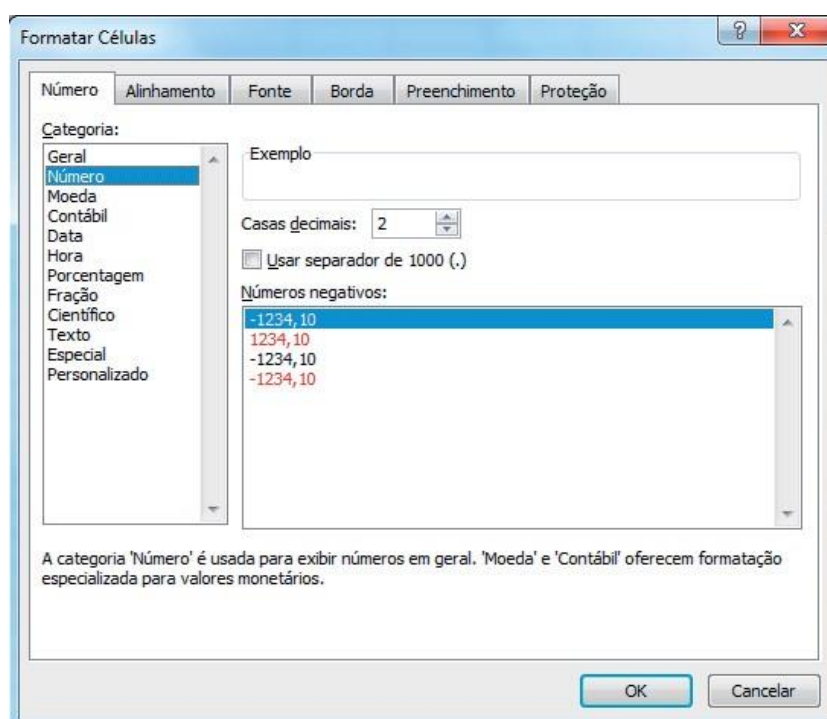 Formatar Células
?
X
Número Alinhamento Fonte Borda Preenchimento Proteção
Categoria:
Geral
Número
Moeda
Contábil
Data
Hora
Porcentagem
Fração
Científico
Texto
Especial
Personalizado
Exemplo
Casas decimais: 2
Usar separador de 1000 (.)
Números negativos:
-1234,10
1234,10
-1234,10
-1234,10
A categoria 'Número' é usada para exibir números em geral. 'Moeda' e 'Contábil' oferecem formatação
especializada para valores monetários.
OK Cancelar